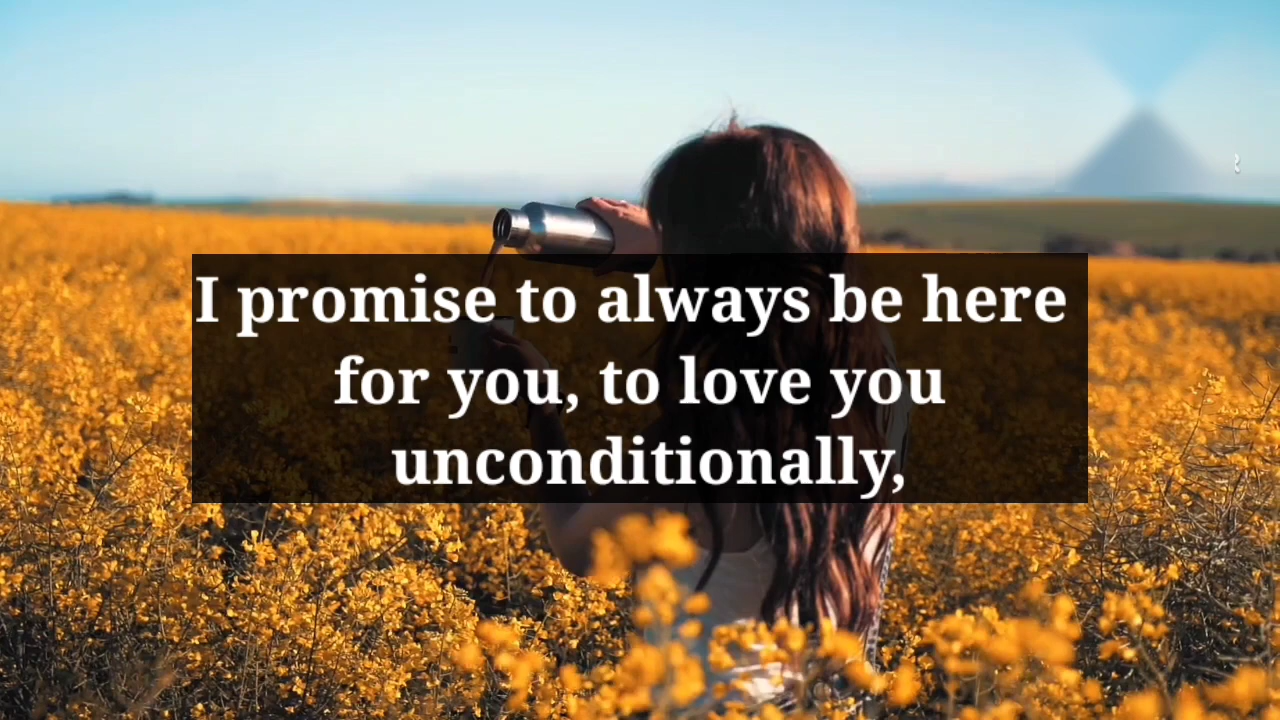 I promise to always be here
for you, to love you
unconditionally,